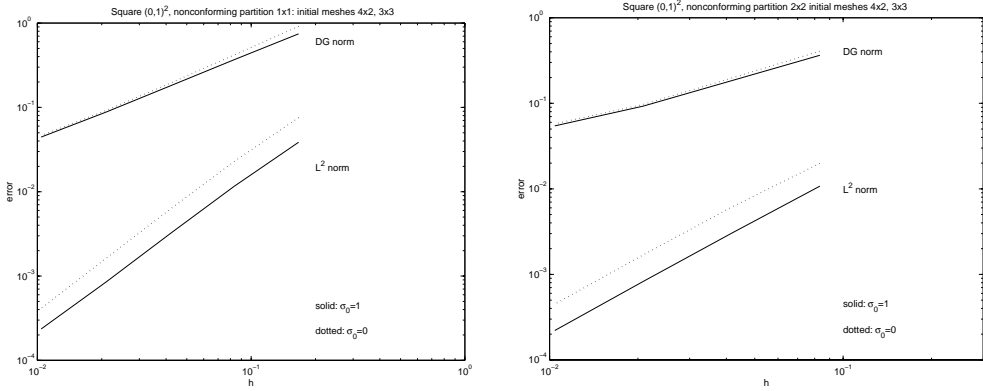 Square (0,1)², nonconforming partition 1x1: initial meshes 4x2, 3x3
10⁰
10⁻¹
10⁻²
10⁻³
10⁻⁴
error
DG norm
L² norm
solid: σ₀=1
dotted: σ₀=0
10⁻²
10⁻¹
10⁰
h
Square (0,1)², nonconforming partition 2x2 initial meshes 4x2, 3x3
10⁰
10⁻¹
10⁻²
10⁻³
10⁻⁴
error
DG norm
L² norm
solid: σ₀=1
dotted: σ₀=0
10⁻²
10⁻¹
h